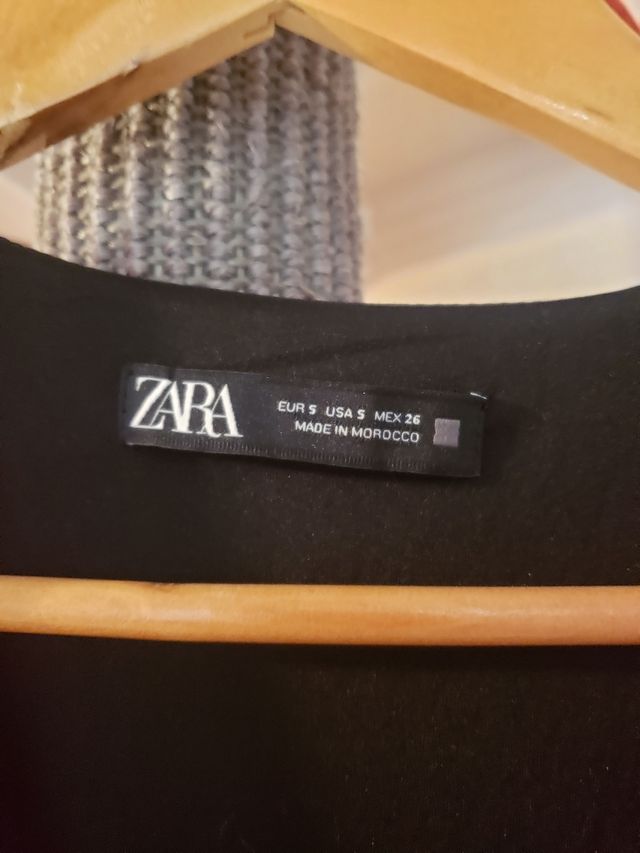 ZARA
EUR S USA S MEX 26
MADE IN MOROCCO